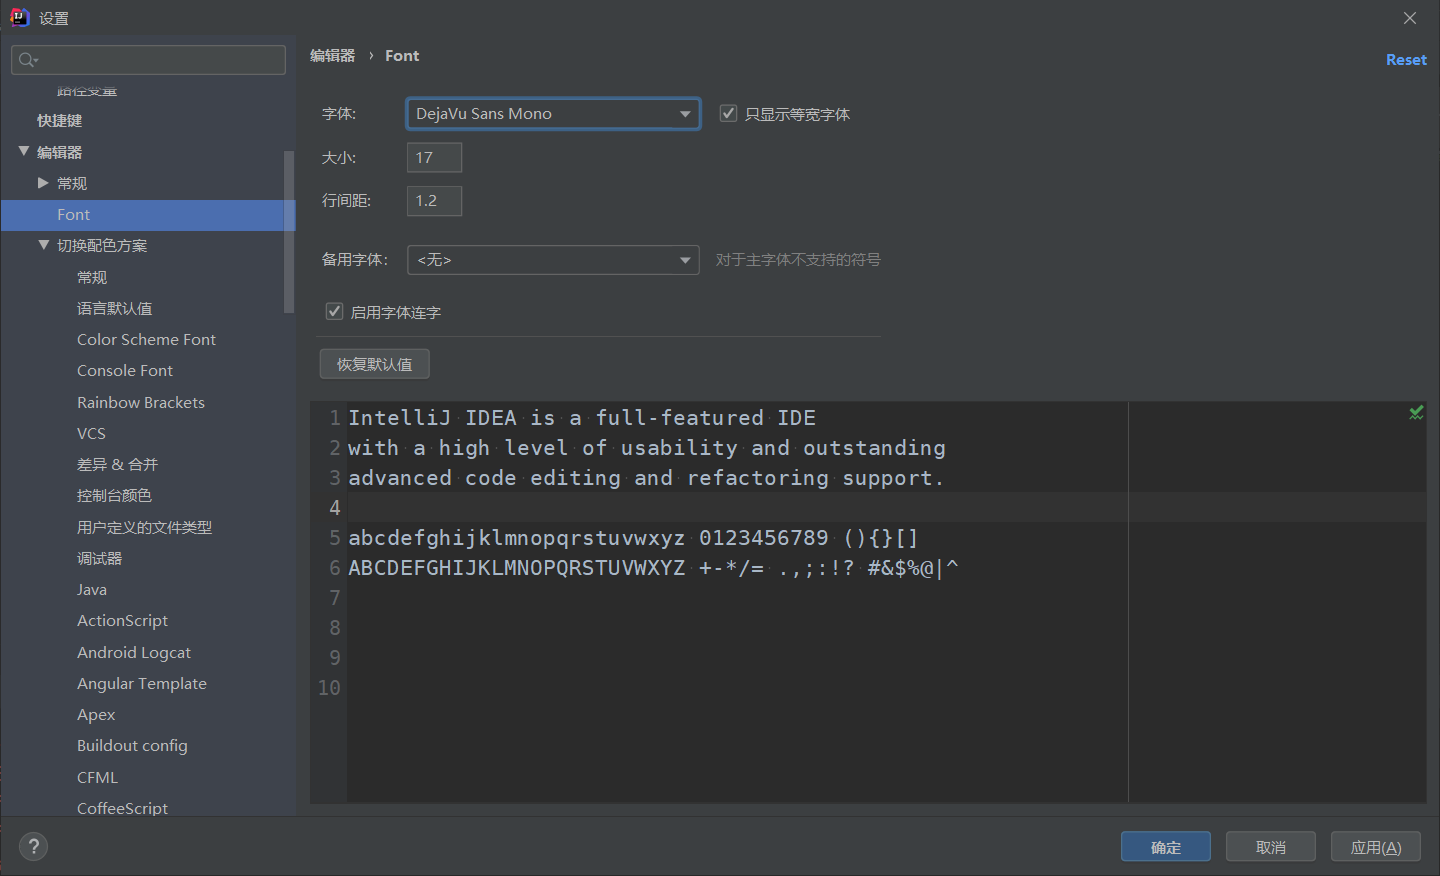 设置
编辑器 › Font
Reset
路径变量
快捷键
编辑器
常规
Font
切换配色方案
常规
语言默认值
Color Scheme Font
Console Font
Rainbow Brackets
VCS
差异 & 合并
控制台颜色
用户定义的文件类型
调试器
Java
ActionScript
Android Logcat
Angular Template
Apex
Buildout config
CFML
CoffeeScript
字体: DejaVu Sans Mono 只显示等宽字体
大小: 17
行间距: 1.2
备用字体: <无> 对于主字体不支持的符号
启用字体连字
恢复默认值
1 IntelliJ IDEA is a full-featured IDE
2 with a high level of usability and outstanding
3 advanced code editing and refactoring support.
4
5 abcdefghijklmnopqrstuvwxyz 0123456789 (){}[]
6 ABCDEFGHIJKLMNOPQRSTUVWXYZ +-*/= .,;:!? #&$%@|^
7
8
9
10
?
确定 取消 应用(A)